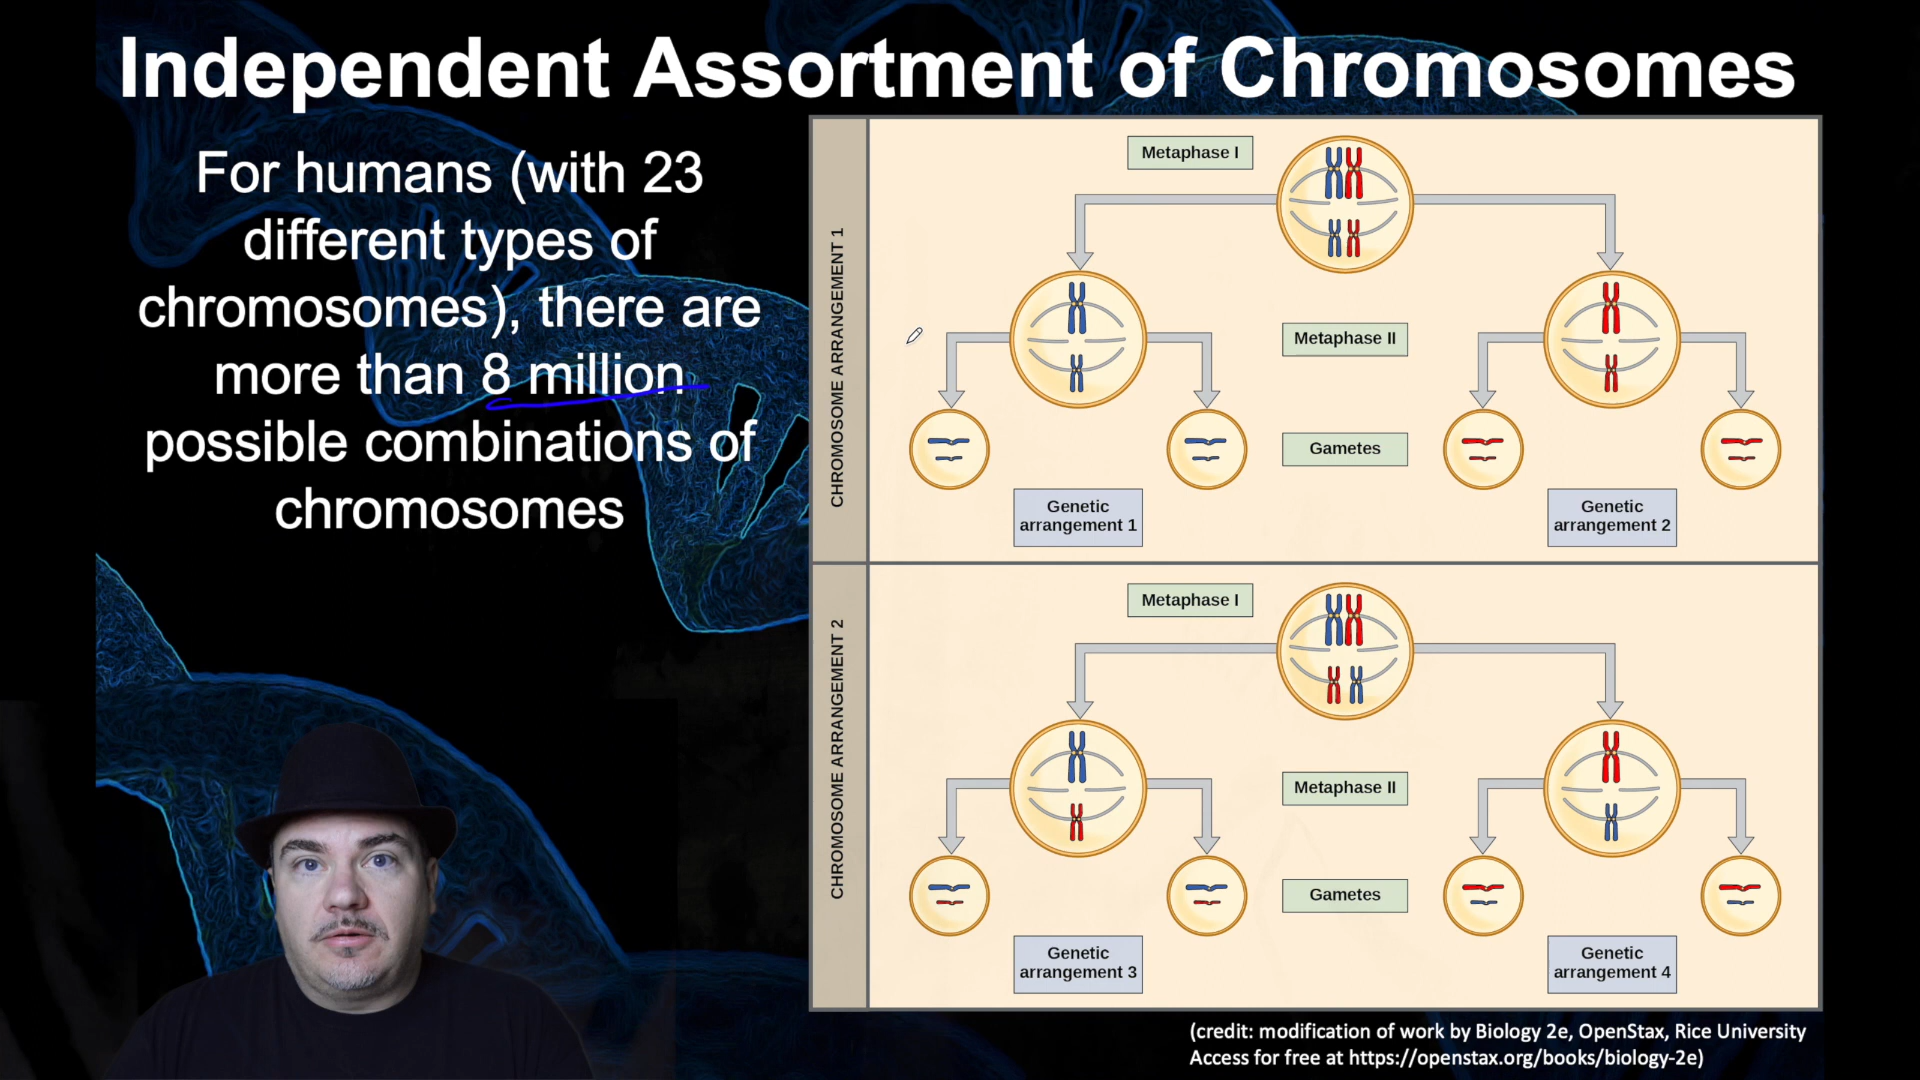 Independent Assortment of Chromosomes
For humans (with 23
different types of
chromosomes), there are
more than 8 million
possible combinations of
chromosomes
CHROMOSOME ARRANGEMENT 1
Metaphase I
Metaphase II
Gametes
Genetic
arrangement 1
Genetic
arrangement 2
CHROMOSOME ARRANGEMENT 2
Metaphase I
Metaphase II
Gametes
Genetic
arrangement 3
Genetic
arrangement 4
(credit: modification of work by Biology 2e, OpenStax, Rice University
Access for free at https://openstax.org/books/biology-2e)